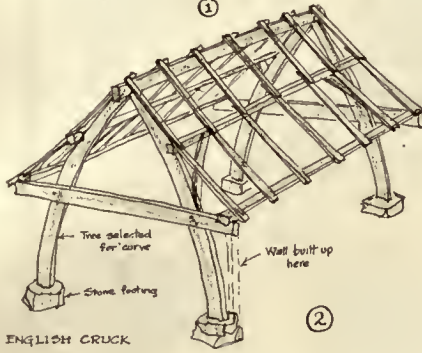 ①
Tree selected
for curve
Stone footing
Wall built up
here
②
ENGLISH CRUCK